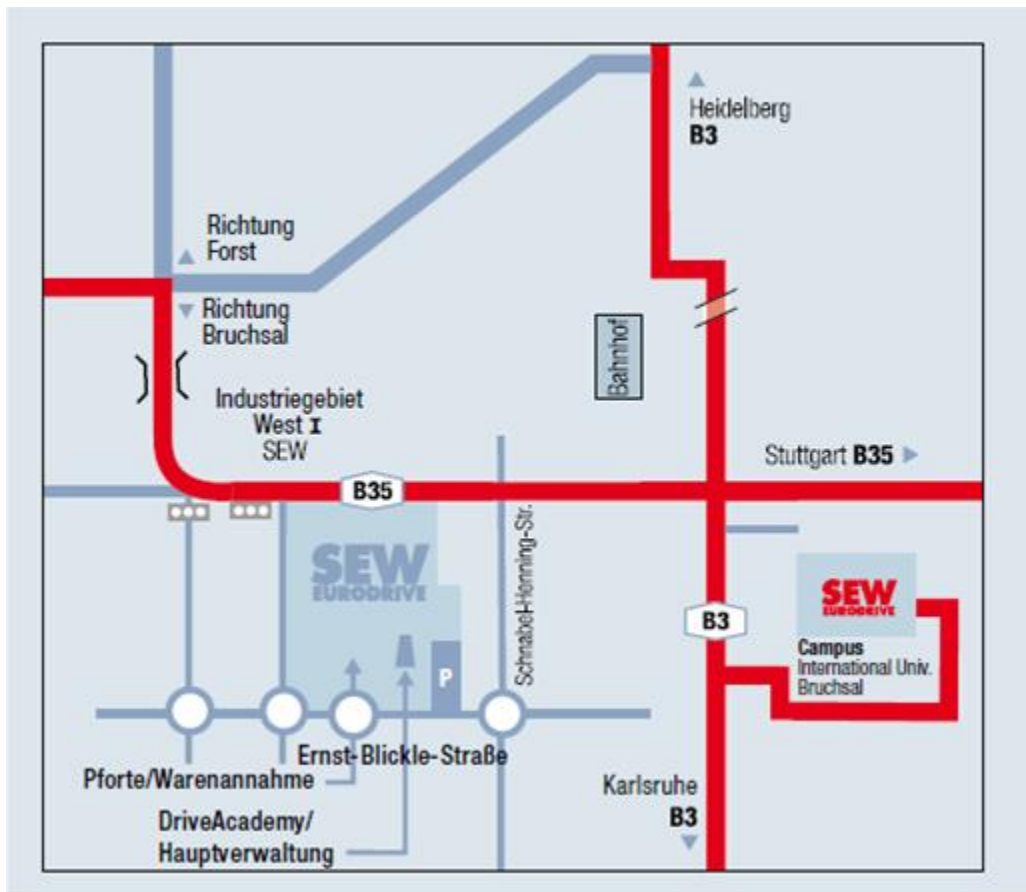 Heidelberg
B3
Richtung
Forst
Richtung
Bruchsal
Bahnhof
Industriegebiet
West I
SEW
Stuttgart B35
B35
Schnabel-Henning-Str.
SEW
EURODRIVE
SEW
EURODRIVE
B3
Campus
International Univ.
Bruchsal
P
Ernst-Blickle-Straße
Pforte/Warenannahme
Karlsruhe
B3
DriveAcademy/
Hauptverwaltung